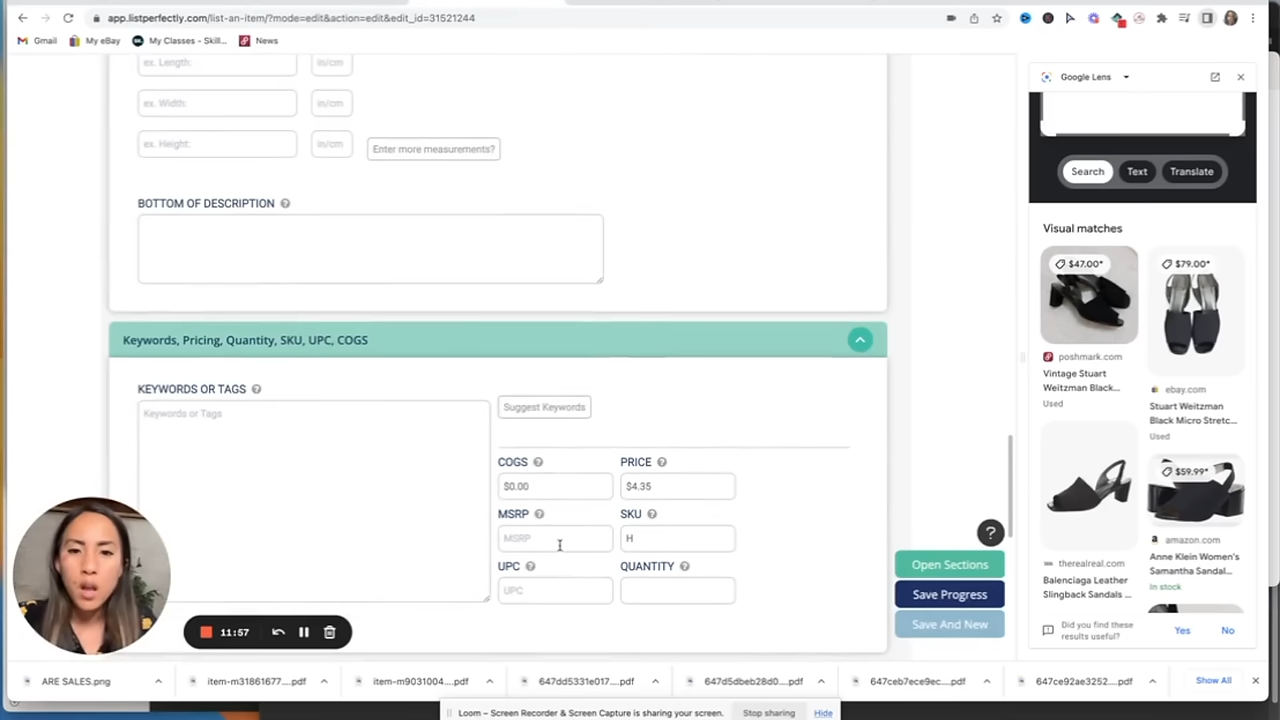 app.listperfectly.com/list-an-item/?mode=edit&action=edit&edit_id=31521244
Gmail
My eBay
My Classes - Skill...
News
ex. Length:
in/cm
ex. Width:
in/cm
ex. Height:
in/cm
Enter more measurements?
BOTTOM OF DESCRIPTION
Keywords, Pricing, Quantity, SKU, UPC, COGS
KEYWORDS OR TAGS
Keywords or Tags
Suggest Keywords
COGS
PRICE
$0.00
$4.35
MSRP
SKU
MSRP
H
UPC
QUANTITY
UPC
?
Open Sections
Save Progress
Save And New
Google Lens
Search
Text
Translate
Visual matches
$47.00*
poshmark.com
Vintage Stuart
Weitzman Black...
Used
$79.00*
ebay.com
Stuart Weitzman
Black Micro Stretc...
Used
therealreal.com
Balenciaga Leather
Slingback Sandals ...
$59.99*
amazon.com
Anne Klein Women's
Samantha Sandal...
In stock
Did you find these
results useful?
Yes
No
11:57
ARE SALES.png
item-m31861677....pdf
item-m9031004....pdf
647dd5331e017....pdf
647d5dbeb28d0....pdf
647ceb7ece9ec....pdf
647ce92ae3252....pdf
Show All
Loom – Screen Recorder & Screen Capture is sharing your screen.
Stop sharing
Hide